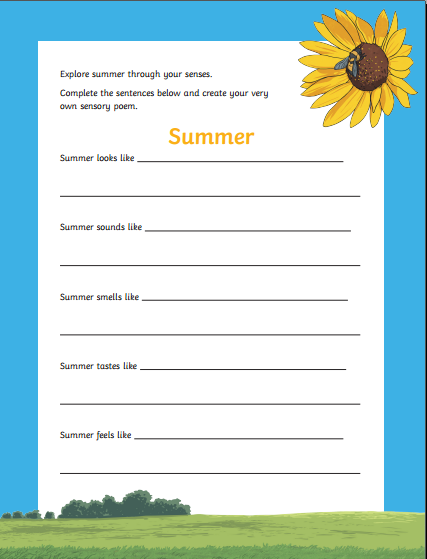 Explore summer through your senses.
Complete the sentences below and create your very
own sensory poem.
Summer
Summer looks like
Summer sounds like
Summer smells like
Summer tastes like
Summer feels like